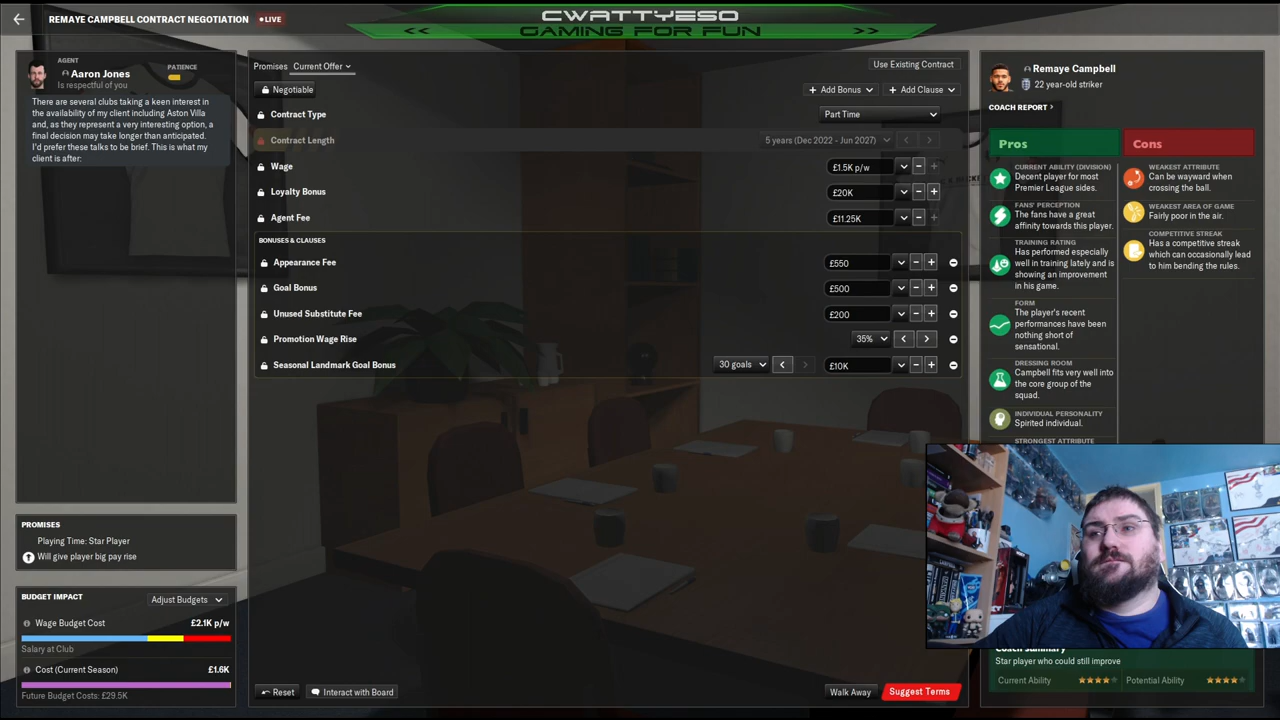 REMAYE CAMPBELL CONTRACT NEGOTIATION
LIVE
CWATTYESO
<< GAMING FOR FUN >>
AGENT
Aaron Jones
Is respectful of you
PATIENCE
There are several clubs taking a keen interest in
the availability of my client including Aston Villa
and, as they represent a very interesting option, a
final decision may take longer than anticipated.
I'd prefer these talks to be brief. This is what my
client is after:
PROMISES
Playing Time: Star Player
Will give player big pay rise
BUDGET IMPACT
Adjust Budgets
Wage Budget Cost £2.1K p/w
Salary at Club
Cost (Current Season) £1.6K
Future Budget Costs: £29.5K
Promises Current Offer
Use Existing Contract
Negotiable
+ Add Bonus
+ Add Clause
Contract Type Part Time
Contract Length 5 years (Dec 2022 - Jun 2027)
Wage £1.5K p/w
Loyalty Bonus £20K
Agent Fee £11.25K
BONUSES & CLAUSES
Appearance Fee £550
Goal Bonus £500
Unused Substitute Fee £200
Promotion Wage Rise 35%
Seasonal Landmark Goal Bonus 30 goals £10K
Reset
Interact with Board
Walk Away
Suggest Terms
Remaye Campbell
22 year-old striker
COACH REPORT >
Pros
CURRENT ABILITY (DIVISION)
Decent player for most
Premier League sides.
FANS' PERCEPTION
The fans have a great
affinity towards this player.
TRAINING RATING
Has performed especially
well in training lately and is
showing an improvement
in his game.
FORM
The player's recent
performances have been
nothing short of
sensational.
DRESSING ROOM
Campbell fits very well into
the core group of the
squad.
INDIVIDUAL PERSONALITY
Spirited individual.
STRONGEST ATTRIBUTE
Cons
WEAKEST ATTRIBUTE
Can be wayward when
crossing the ball.
WEAKEST AREA OF GAME
Fairly poor in the air.
COMPETITIVE STREAK
Has a competitive streak
which can occasionally lead
to him bending the rules.
Coach Summary
Star player who could still improve
Current Ability
Potential Ability